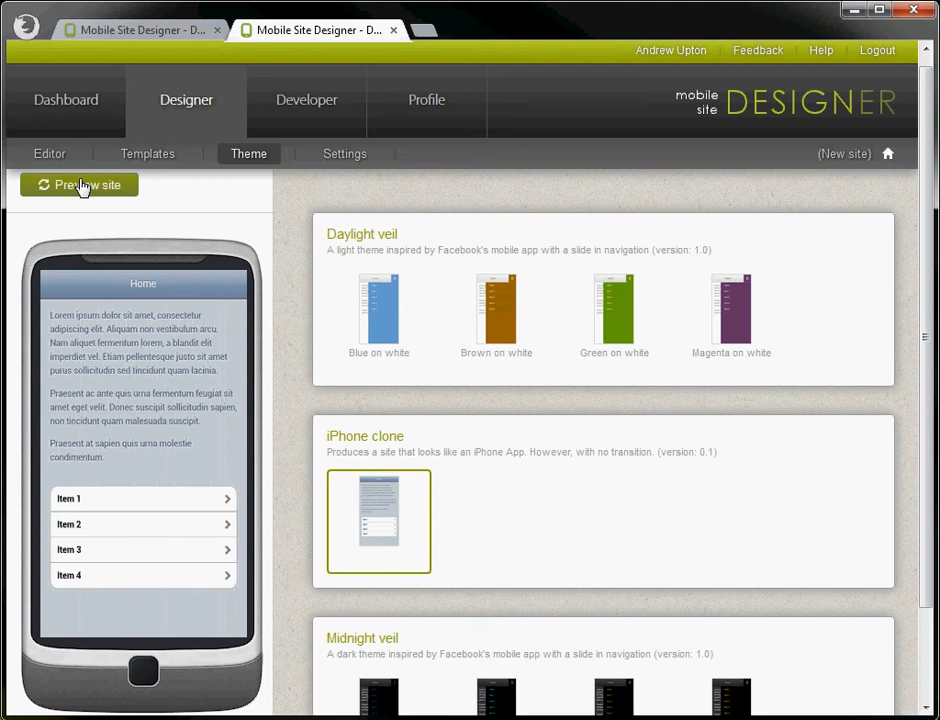 Mobile Site Designer - D...
Mobile Site Designer - D...
Andrew Upton
Feedback
Help
Logout
Dashboard
Designer
Developer
Profile
mobile
site
DESIGNER
Editor
Templates
Theme
Settings
(New site)
Preview site
Home
Lorem ipsum dolor sit amet, consectetur
adipiscing elit. Aliquam non vestibulum arcu.
Nam aliquet fermentum lorem, a blandit elit
imperdiet vel. Etiam pellentesque justo sit amet diam
purus sollicitudin sed tincidunt quam lacinia.
Praesent ac ante quis urna fermentum feugiat sit
amet eget velit. Donec suscipit sollicitudin sapien,
non tincidunt quam malesuada suscipit.
Praesent at sapien quis urna molestie
condimentum.
Item 1
Item 2
Item 3
Item 4
Daylight veil
A light theme inspired by Facebook's mobile app with a slide in navigation (version: 1.0)
Blue on white
Brown on white
Green on white
Magenta on white
iPhone clone
Produces a site that looks like an iPhone App. However, with no transition. (version: 0.1)
Midnight veil
A dark theme inspired by Facebook's mobile app with a slide in navigation (version: 1.0)